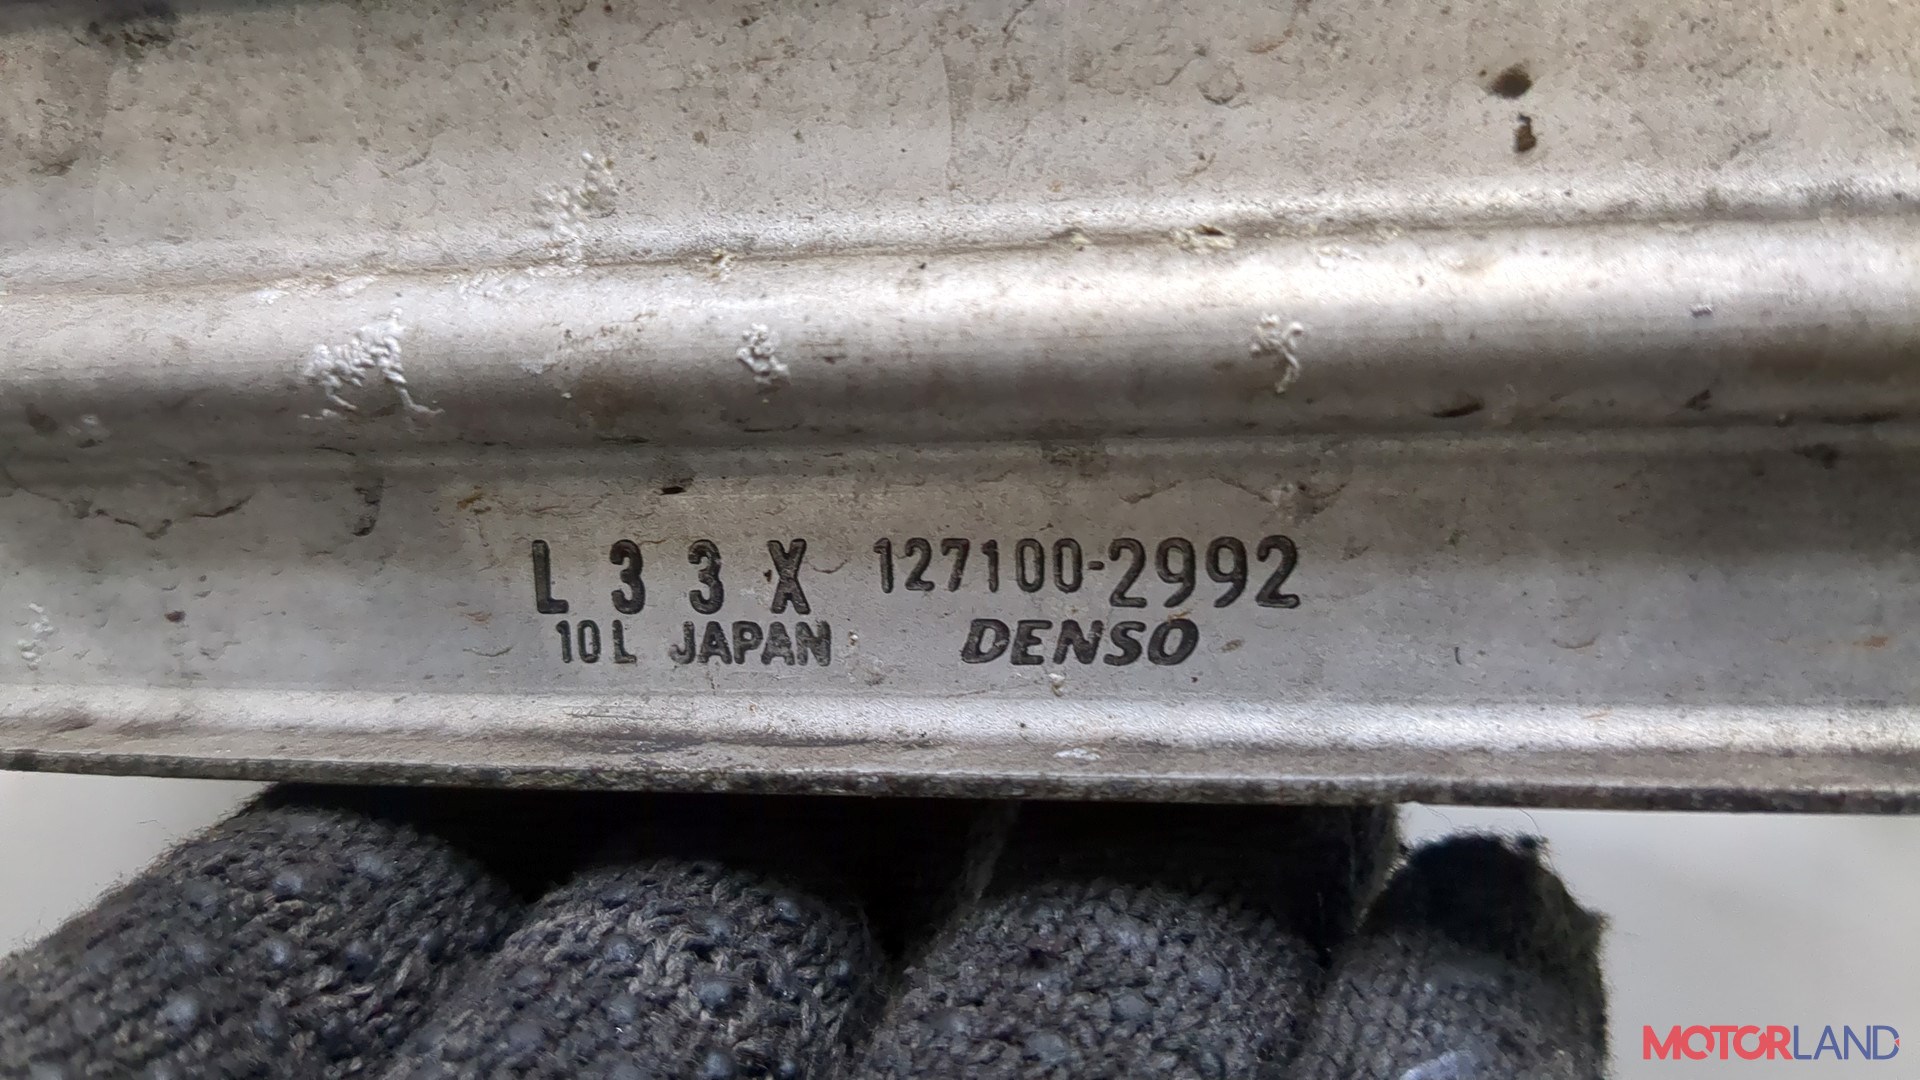 L 3 3 X 127100-2992
10L JAPAN DENSO
MOTORLAND